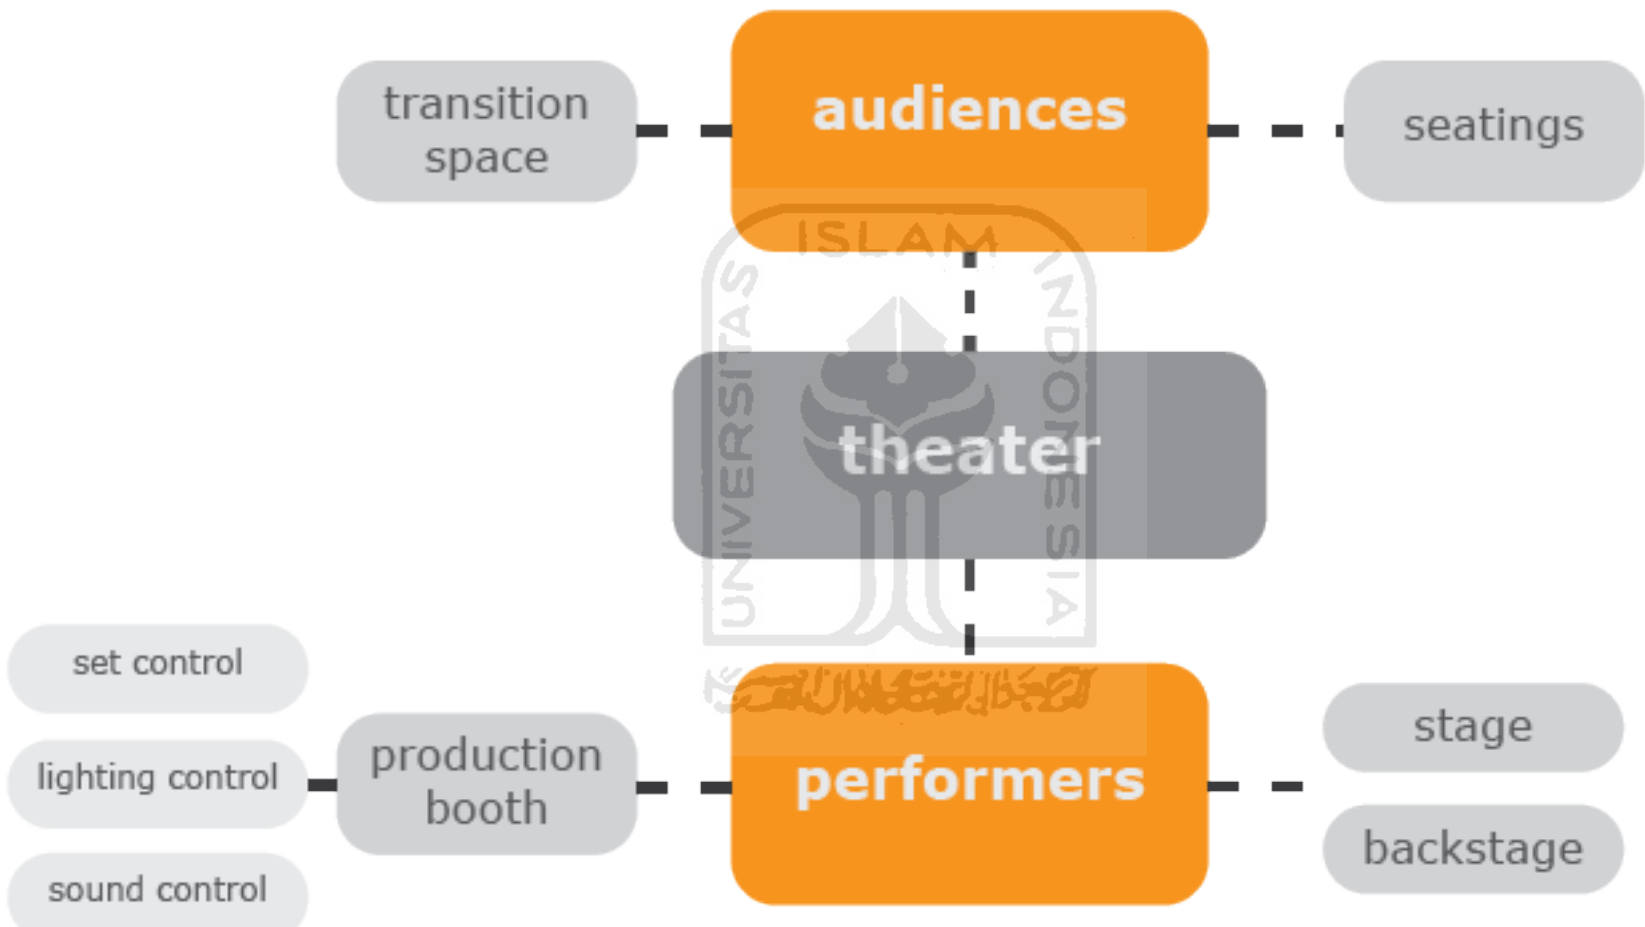 transition
space
audiences
seatings
ISLAM
UNIVERSITAS
INDONESIA
theater
set control
lighting control
sound control
production
booth
performers
stage
backstage